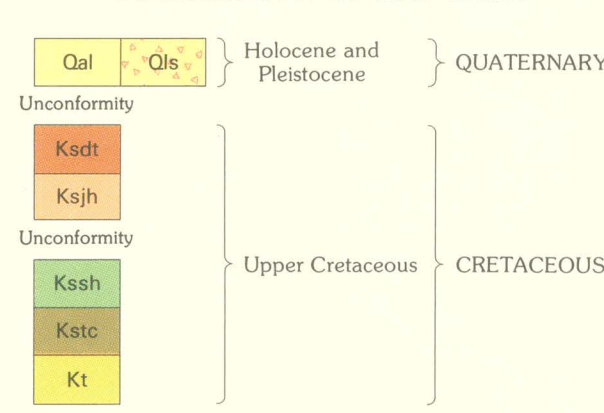 Qal Qls Holocene and Pleistocene QUATERNARY
Unconformity
Ksdt
Ksjh
Unconformity
Kssh
Upper Cretaceous CRETACEOUS
Kstc
Kt